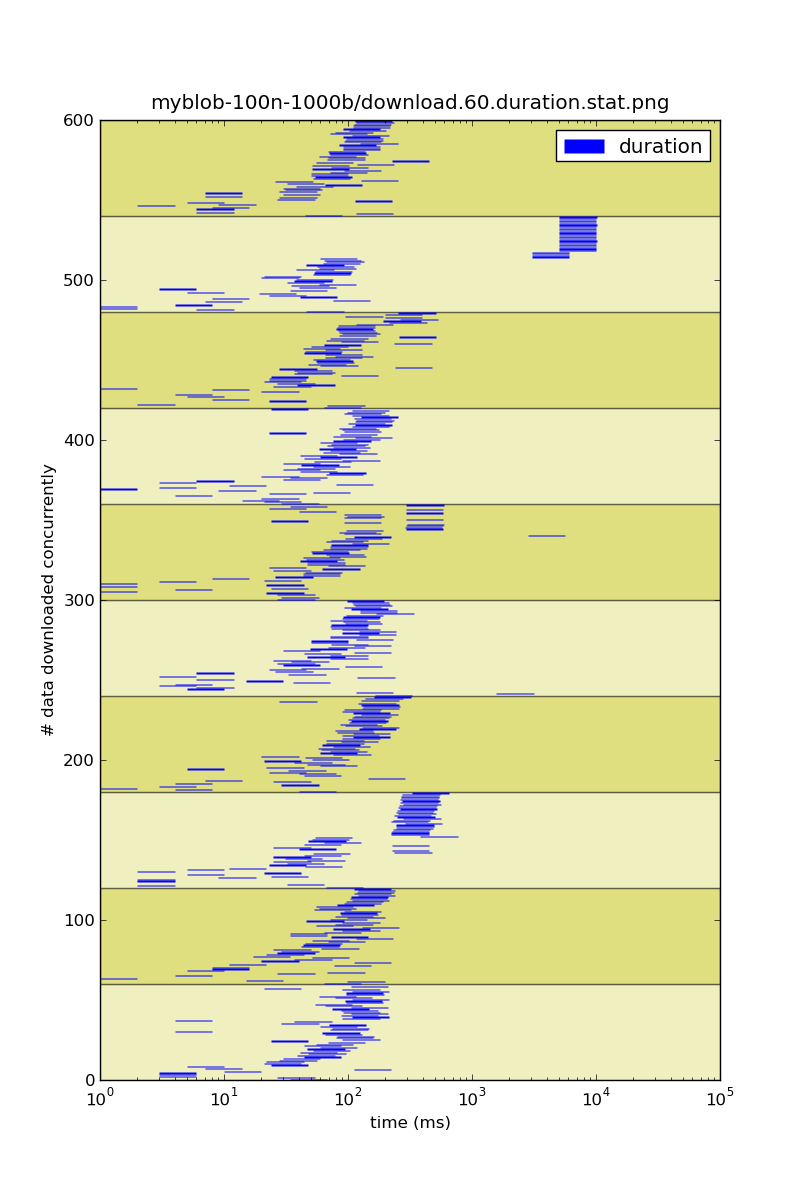 myblob-100n-1000b/download.60.duration.stat.png
duration
600
500
400
300
200
100
0
# data downloaded concurrently
10^0 10^1 10^2 10^3 10^4 10^5
time (ms)